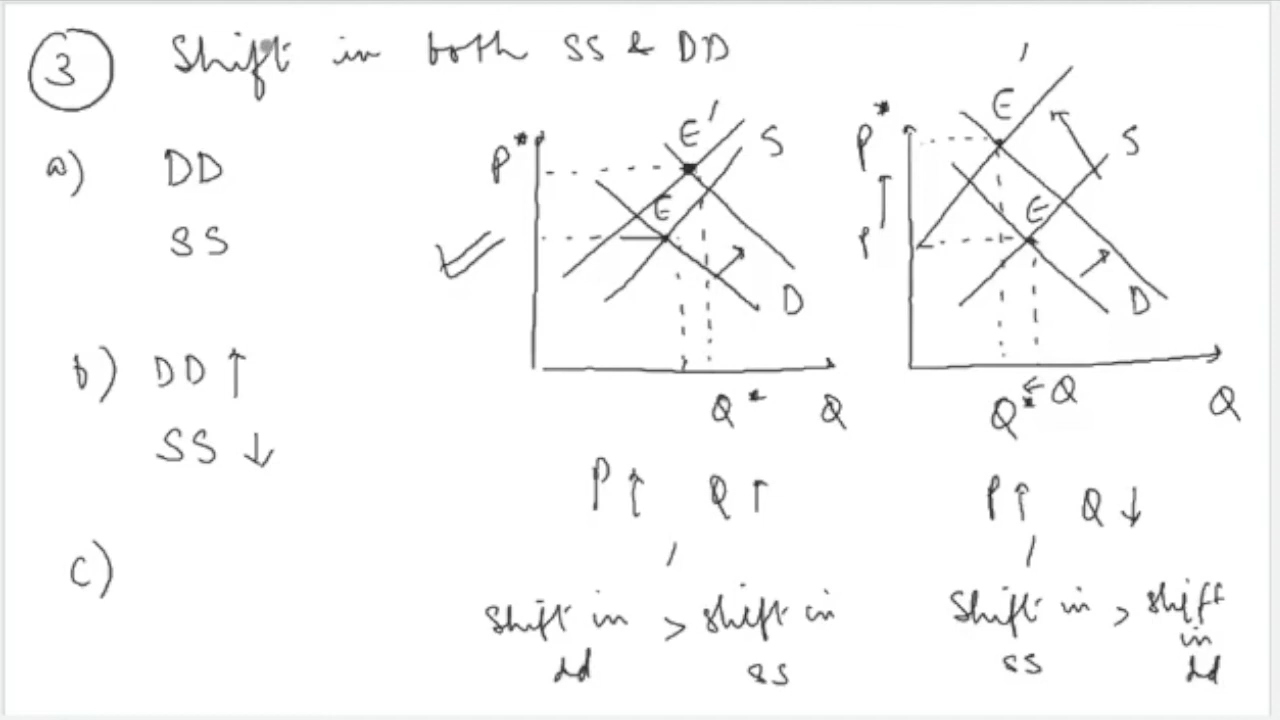 3 Shift in both SS & DD
a) DD
SS
b) DD ↑
SS ↓
c)
P*
E'
S
E
D
Q* Q
P ↑ Q ↑
Shift in > shift in
dd ss
P*
E'
S
P
E
D
Q* ← Q
Q
P ↑ Q ↓
Shift in > shift
in
ss dd